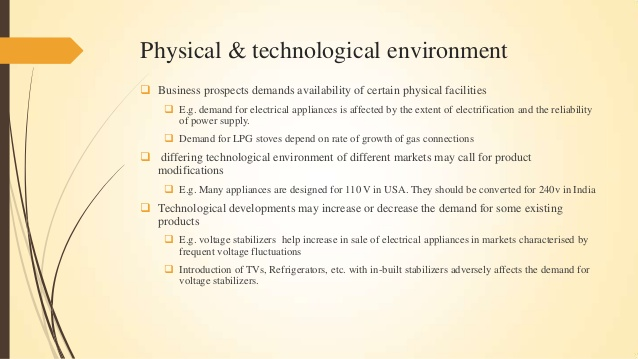 Physical & technological environment
Business prospects demands availability of certain physical facilities
E.g. demand for electrical appliances is affected by the extent of electrification and the reliability
of power supply.
Demand for LPG stoves depend on rate of growth of gas connections
differing technological environment of different markets may call for product
modifications
E.g. Many appliances are designed for 110 V in USA. They should be converted for 240v in India
Technological developments may increase or decrease the demand for some existing
products
E.g. voltage stabilizers help increase in sale of electrical appliances in markets characterised by
frequent voltage fluctuations
Introduction of TVs, Refrigerators, etc. with in-built stabilizers adversely affects the demand for
voltage stabilizers.